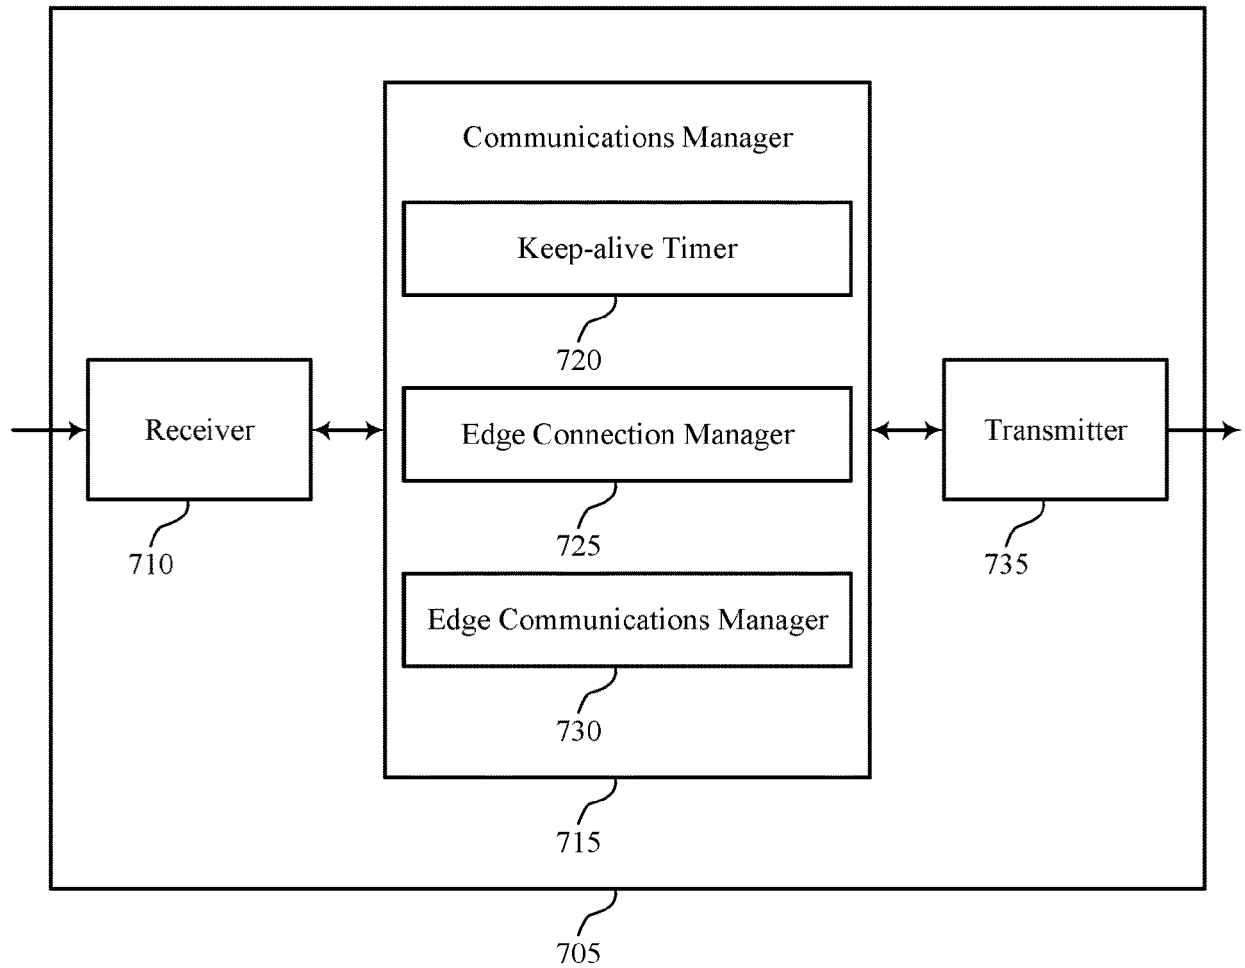 Communications Manager
Keep-alive Timer
720
Receiver
710
Edge Connection Manager
725
Transmitter
735
Edge Communications Manager
730
715
705